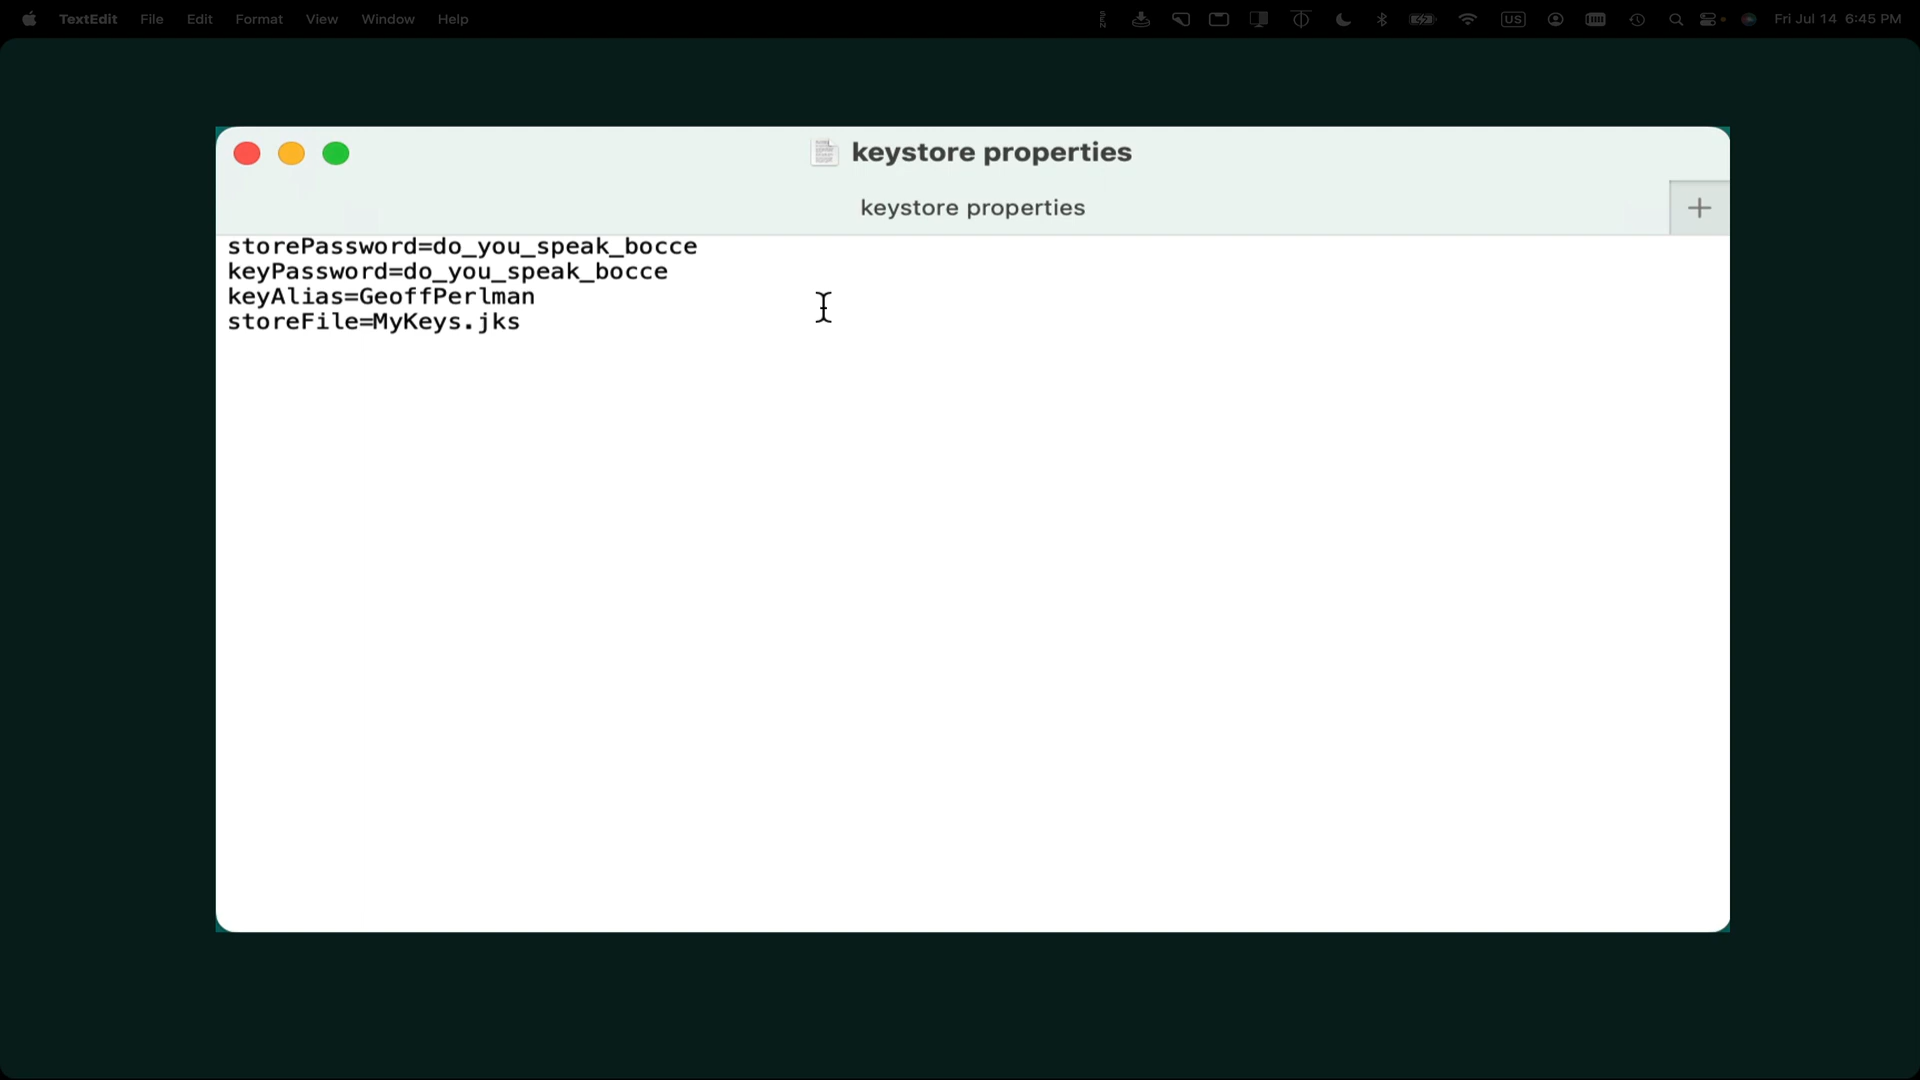 TextEdit File Edit Format View Window Help US Fri Jul 14 6:45 PM
keystore properties
keystore properties
storePassword=do_you_speak_bocce
keyPassword=do_you_speak_bocce
keyAlias=GeoffPerlman
storeFile=MyKeys.jks